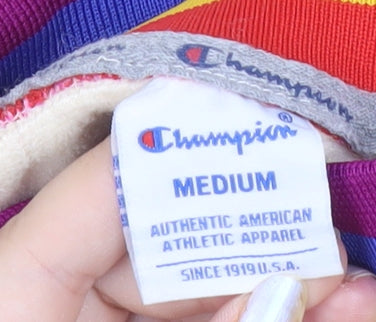 Champion
Champion®
MEDIUM
AUTHENTIC AMERICAN
ATHLETIC APPAREL
SINCE 1919 U.S.A.